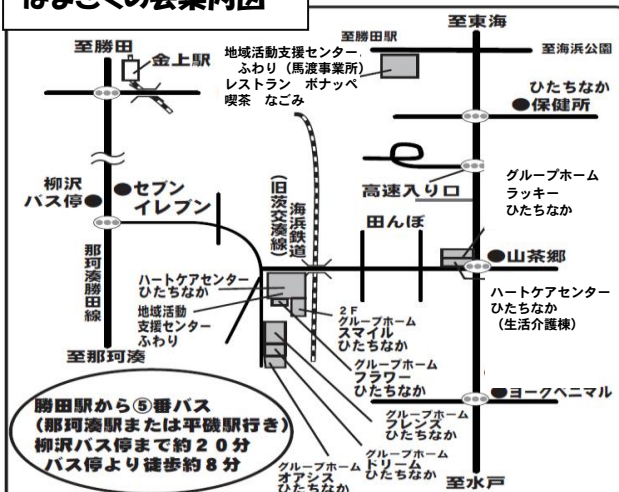 はまぎくの会案内図
至勝田
金上駅
地域活動支援センター
ふわり（馬渡事業所）
レストラン　ボナッペ
喫茶　なごみ
至勝田駅
至東海
至海浜公園
ひたちなか
●保健所
柳沢
バス停●
●セブン
イレブン
高速入り口
グループホーム
ラッキー
ひたちなか
海浜鉄道
（旧茨交湊線）
田んぼ
●山茶郷
那珂湊勝田線
ハートケアセンター
ひたちなか
地域活動
支援センター
ふわり
２Ｆ
グループホーム
スマイル
ひたちなか
ハートケアセンター
ひたちなか
（生活介護棟）
至那珂湊
グループホーム
フラワー
ひたちなか
●ヨークベニマル
勝田駅から⑤番バス
（那珂湊駅または平磯駅行き）
柳沢バス停まで約２０分
バス停より徒歩約８分
グループホーム
フレンズ
ひたちなか
グループホーム
ドリーム
ひたちなか
グループホーム
オアシス
ひたちなか
至水戸